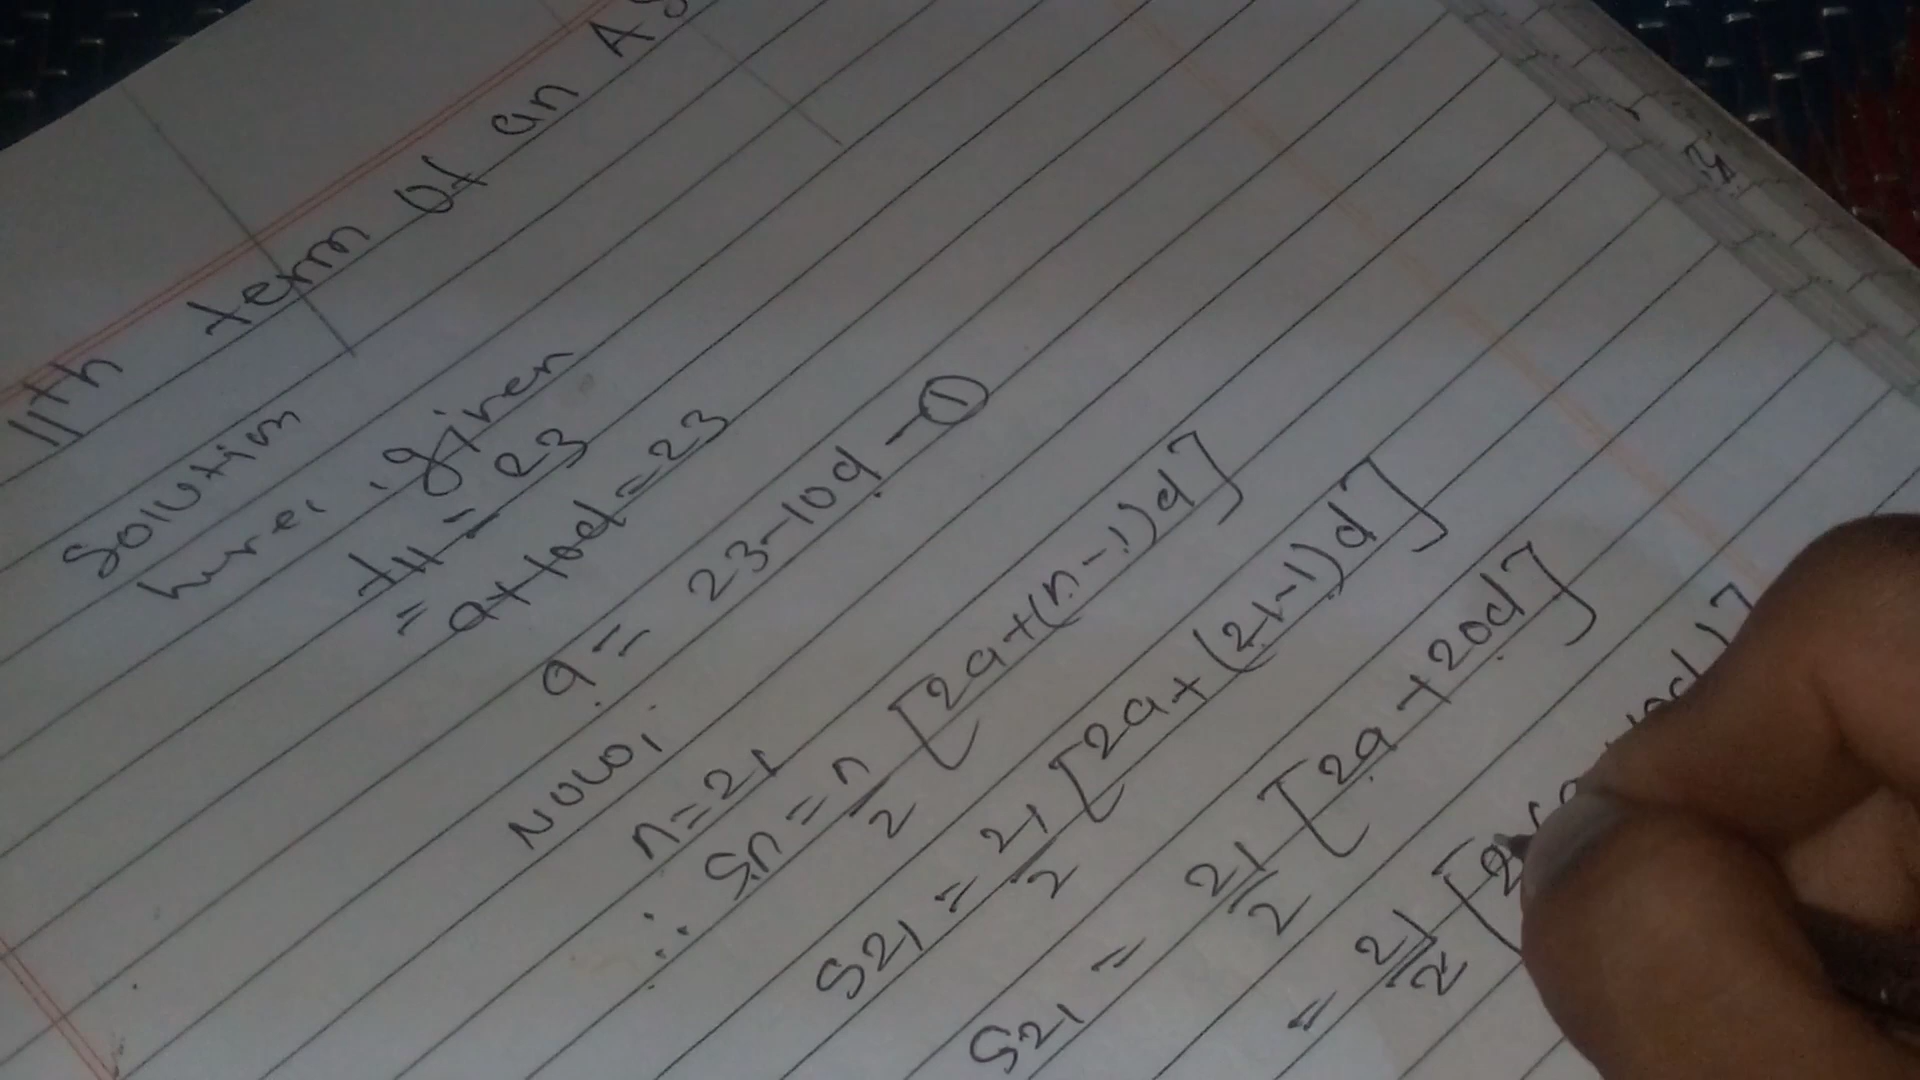 11th term of an AS
Solution
here, given
t11 = 23
= a+10d=23
a = 23-10d - ①
Now,
n=21
∴ Sn = n/2 [2a+(n-1)d]
S21 = 21/2 [2a+(21-1)d]
S21 = 21/2 [2a+20d]
= 21/2 [2